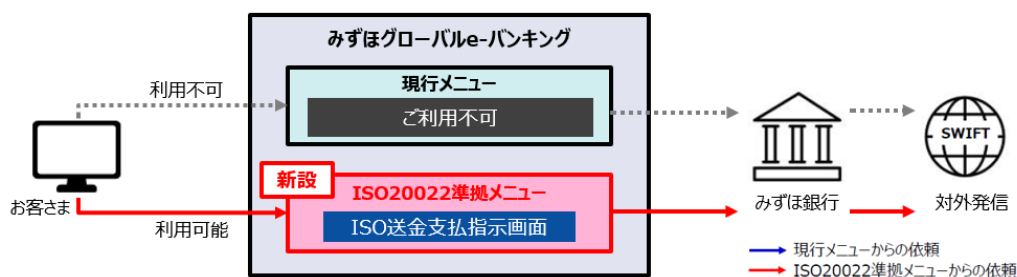 みずほグローバルe-バンキング
利用不可
現行メニュー
ご利用不可
お客さま
利用可能
新設
ISO20022準拠メニュー
ISO送金支払指示画面
みずほ銀行
SWIFT
対外発信
現行メニューからの依頼
ISO20022準拠メニューからの依頼